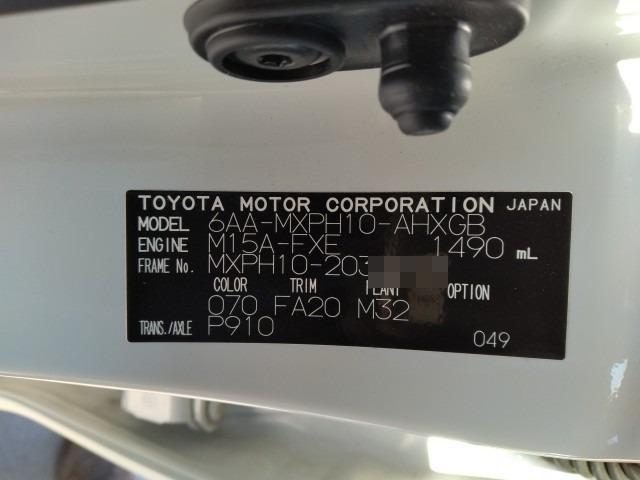 TOYOTA MOTOR CORPORATION JAPAN
MODEL 6AA-MXPH10-AHXGB
ENGINE M15A-FXE 1490 mL
FRAME No. MXPH10-203
COLOR TRIM PLANT OPTION
070 FA20 M32
TRANS./AXLE P910 049